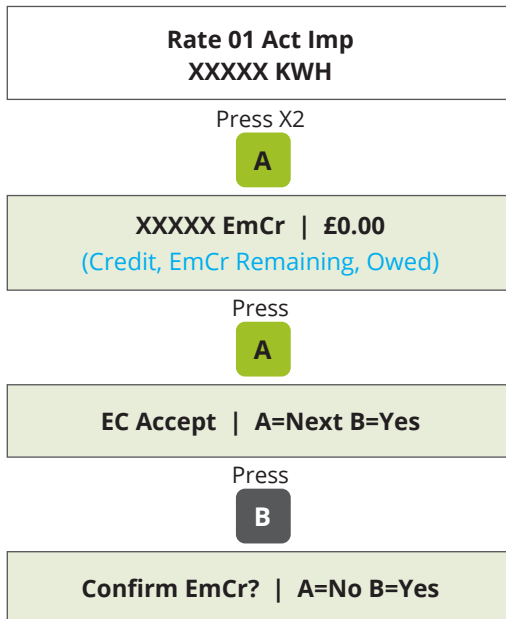 Rate 01 Act Imp
XXXXX KWH
Press X2
A
XXXXX EmCr | £0.00
(Credit, EmCr Remaining, Owed)
Press
A
EC Accept | A=Next B=Yes
Press
B
Confirm EmCr? | A=No B=Yes